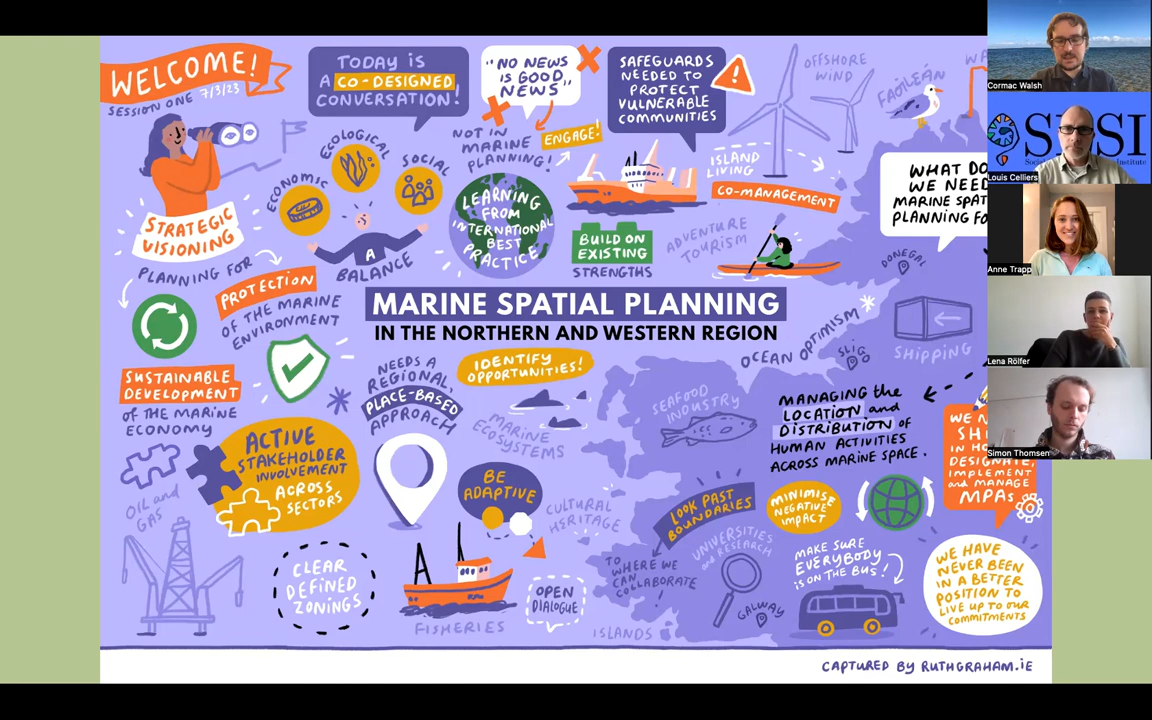 WELCOME!
SESSION ONE 7/3/23
STRATEGIC
VISIONING
PLANNING FOR
PROTECTION
OF THE MARINE
ENVIRONMENT
SUSTAINABLE
DEVELOPMENT
OF THE MARINE
ECONOMY
TODAY IS
A CO-DESIGNED
CONVERSATION!
ECONOMIC
ECOLOGICAL
SOCIAL
A
BALANCE
"NO NEWS
IS GOOD
NEWS"
NOT IN
MARINE
PLANNING!
ENGAGE!
LEARNING
FROM
INTERNATIONAL
BEST
PRACTICE
SAFEGUARDS
NEEDED TO
PROTECT
VULNERABLE
COMMUNITIES
BUILD ON
EXISTING
STRENGTHS
OFFSHORE
WIND
ISLAND
LIVING
CO-MANAGEMENT
ADVENTURE
TOURISM
FAOILEÁN
WHAT DO
WE NEED
MARINE SPAT
PLANNING FO
DONEGAL
MARINE SPATIAL PLANNING
IN THE NORTHERN AND WESTERN REGION
OCEAN OPTIMISM
SLIGO
SHIPPING
NEEDS A
REGIONAL,
PLACE-BASED
APPROACH
IDENTIFY
OPPORTUNITIES!
MARINE
ECOSYSTEMS
SEAFOOD
INDUSTRY
MANAGING the
LOCATION and
DISTRIBUTION of
HUMAN ACTIVITIES
ACROSS MARINE SPACE.
ACTIVE
STAKEHOLDER
INVOLVEMENT
ACROSS
SECTORS
OIL and
GAS
CLEAR
DEFINED
ZONINGS
BE
ADAPTIVE
CULTURAL
HERITAGE
FISHERIES
OPEN
DIALOGUE
ISLANDS
LOOK PAST
BOUNDARIES
TO WHERE WE
CAN
COLLABORATE
UNIVERSITIES
and RESEARCH
GALWAY
MINIMISE
NEGATIVE
IMPACT
MAKE SURE
EVERYBODY
IS ON THE BUS!
WE N
SH
IN HO
DESIGNATE,
IMPLEMENT
and MANAGE
MPAs
WE HAVE
NEVER BEEN
IN A BETTER
POSITION TO
LIVE UP TO OUR
COMMITMENTS
CAPTURED BY RUTHGRAHAM.IE
Cormac Walsh
Louis Celliers
Anne Trapp
Lena Rölfer
Simon Thomsen